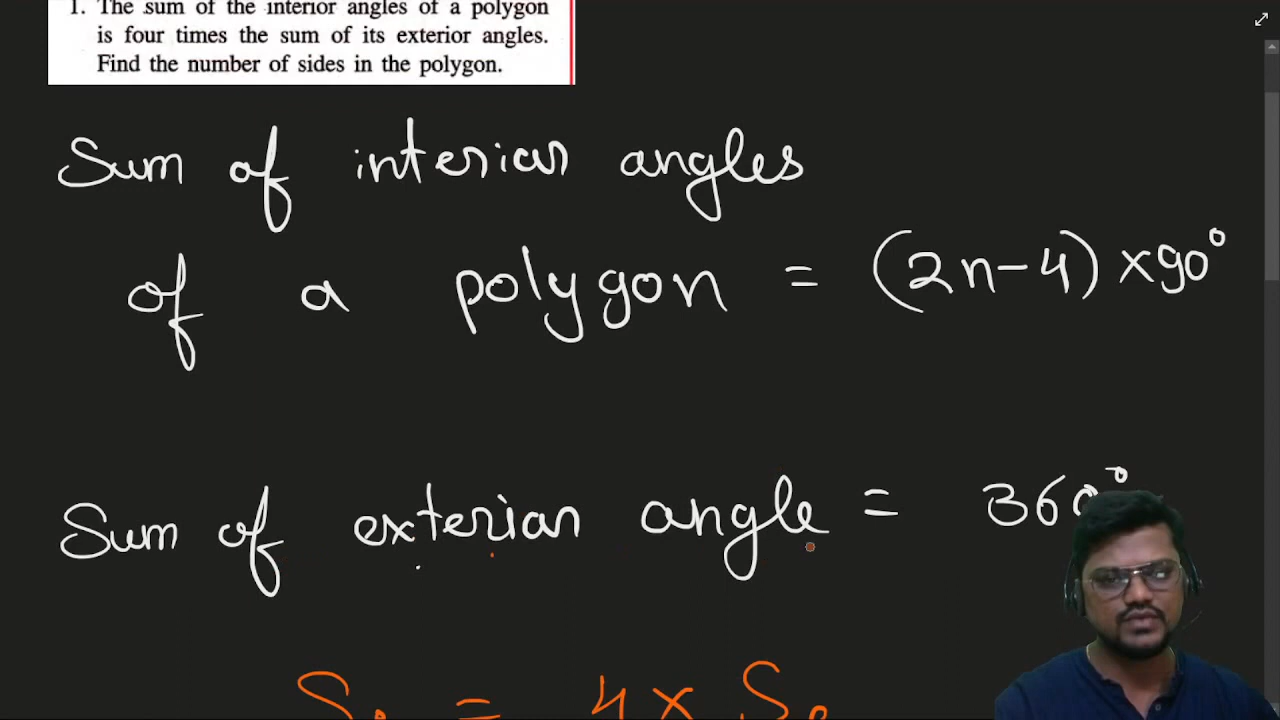 1. The sum of the interior angles of a polygon
is four times the sum of its exterior angles.
Find the number of sides in the polygon.
Sum of interior angles
of a polygon = (2n-4) ×90°
Sum of exterior angle = 360°
= 4 ×